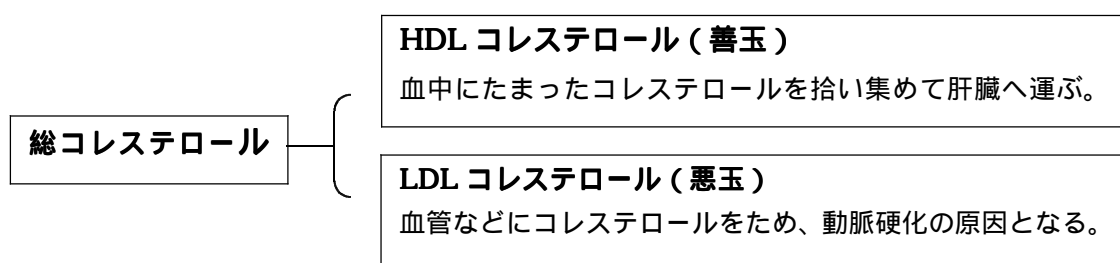 総コレステロール
HDL コレステロール ( 善玉 )
血中にたまったコレステロールを拾い集めて肝臓へ運ぶ。
LDL コレステロール ( 悪玉 )
血管などにコレステロールをため、動脈硬化の原因となる。